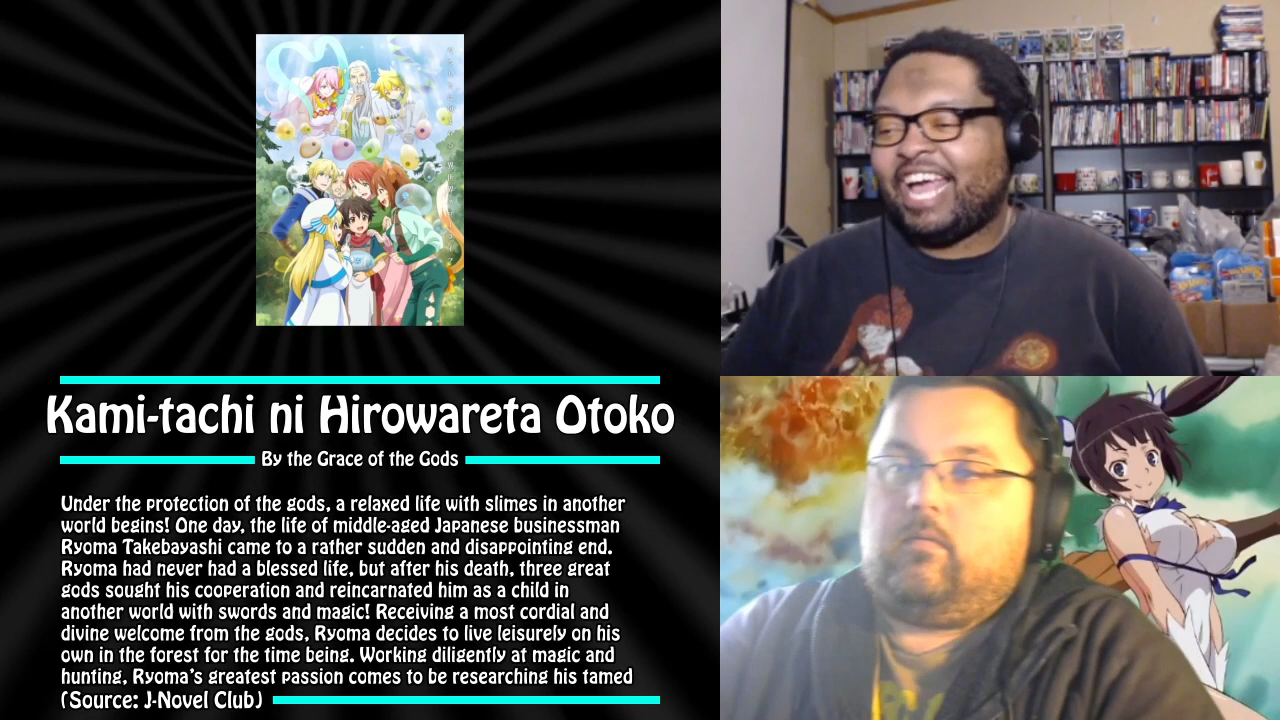 Kami-tachi ni Hirowareta Otoko
By the Grace of the Gods
Under the protection of the gods, a relaxed life with slimes in another
world begins! One day, the life of middle-aged Japanese businessman
Ryoma Takebayashi came to a rather sudden and disappointing end.
Ryoma had never had a blessed life, but after his death, three great
gods sought his cooperation and reincarnated him as a child in
another world with swords and magic! Receiving a most cordial and
divine welcome from the gods, Ryoma decides to live leisurely on his
own in the forest for the time being. Working diligently at magic and
hunting, Ryoma's greatest passion comes to be researching his tamed
(Source: J-Novel Club)